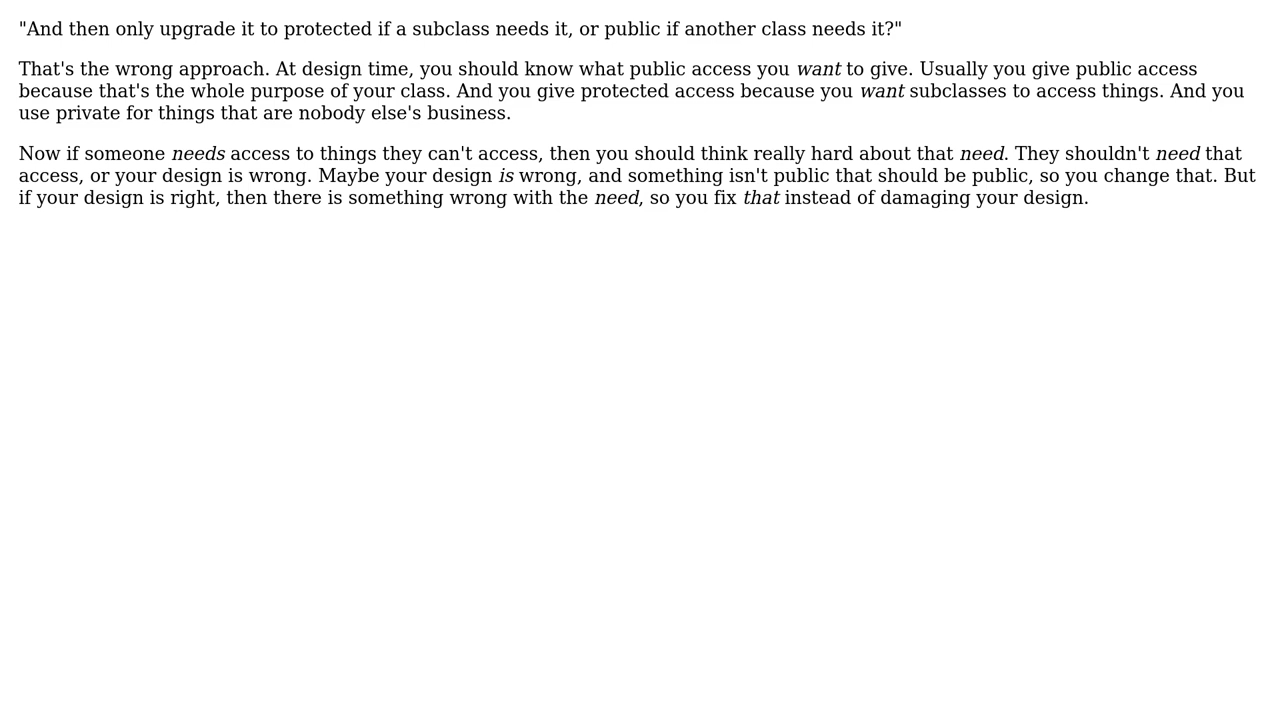 "And then only upgrade it to protected if a subclass needs it, or public if another class needs it?"
That's the wrong approach. At design time, you should know what public access you want to give. Usually you give public access
because that's the whole purpose of your class. And you give protected access because you want subclasses to access things. And you
use private for things that are nobody else's business.
Now if someone needs access to things they can't access, then you should think really hard about that need. They shouldn't need that
access, or your design is wrong. Maybe your design is wrong, and something isn't public that should be public, so you change that. But
if your design is right, then there is something wrong with the need, so you fix that instead of damaging your design.